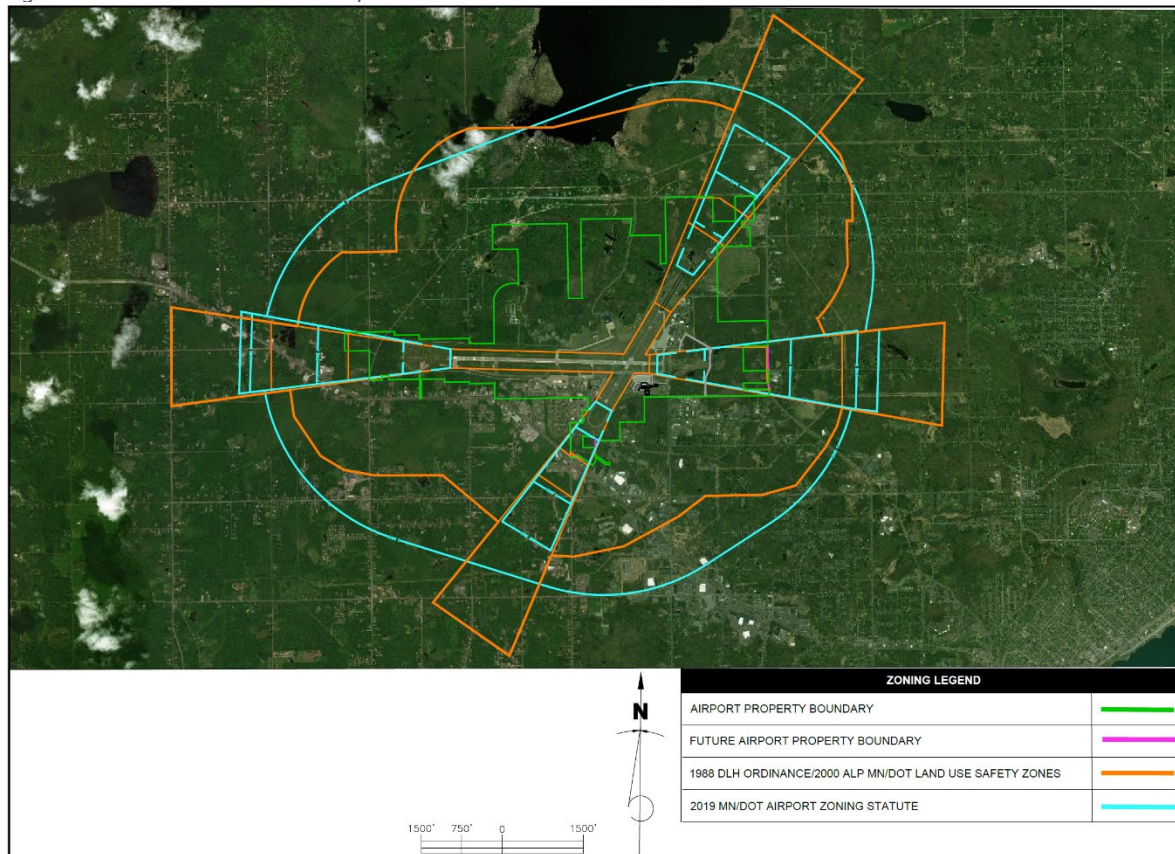 N
1500' 750' 0 1500'
ZONING LEGEND
AIRPORT PROPERTY BOUNDARY
FUTURE AIRPORT PROPERTY BOUNDARY
1988 DLH ORDINANCE/2000 ALP MN/DOT LAND USE SAFETY ZONES
2019 MN/DOT AIRPORT ZONING STATUTE